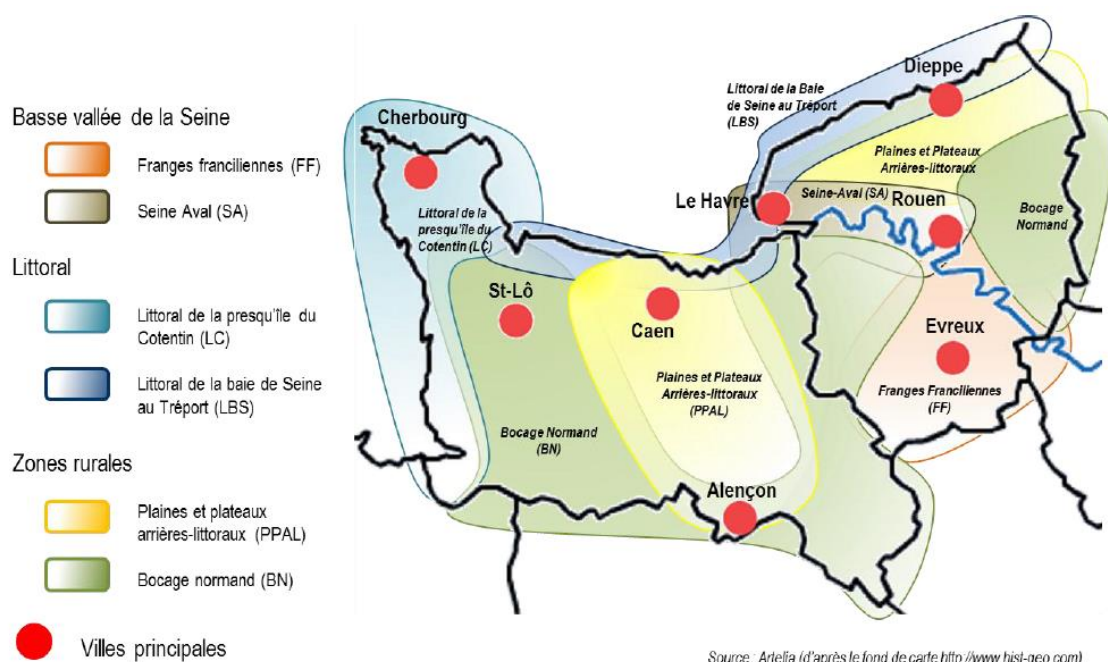 Basse vallée de la Seine
Franges franciliennes (FF)
Seine Aval (SA)
Littoral
Littoral de la presqu'île du
Cotentin (LC)
Littoral de la baie de Seine
au Tréport (LBS)
Zones rurales
Plaines et plateaux
arrières-littoraux (PPAL)
Bocage normand (BN)
Villes principales
Cherbourg
Littoral de la
presqu'île du
Cotentin (LC)
St-Lô
Bocage Normand
(BN)
Caen
Plaines et Plateaux
Arrières-littoraux
(PPAL)
Alençon
Littoral de la Baie
de Seine au Tréport
(LBS)
Dieppe
Plaines et Plateaux
Arrières-littoraux
Le Havre
Seine-Aval (SA)
Rouen
Bocage
Normand
Evreux
Franges Franciliennes
(FF)
Source : Artelia (d'après le fond de carte http://www.hist-geo.com)